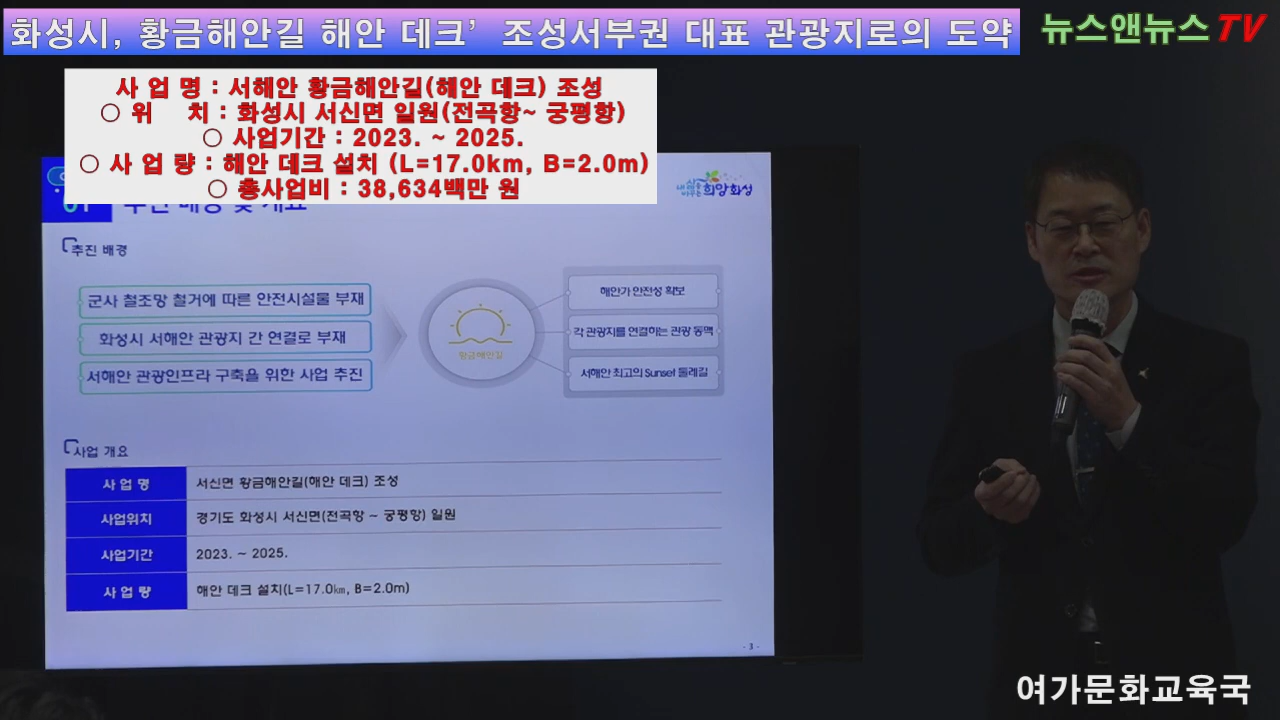 화성시, 황금해안길 해안 데크’ 조성서부권 대표 관광지로의 도약
뉴스앤뉴스TV
사 업 명 : 서해안 황금해안길(해안 데크) 조성
○ 위 치 : 화성시 서신면 일원(전곡항~ 궁평항)
○ 사업기간 : 2023. ~ 2025.
○ 사 업 량 : 해안 데크 설치 (L=17.0km, B=2.0m)
○ 총사업비 : 38,634백만 원
희망화성
추진 배경
군사 철조망 철거에 따른 안전시설물 부재
화성시 서해안 관광지 간 연결로 부재
서해안 관광인프라 구축을 위한 사업 추진
황금해안길
해안가 안전성 확보
각 관광지를 연결하는 관광 동맥
서해안 최고의 Sunset 둘레길
사업 개요
사 업 명 서신면 황금해안길(해안 데크) 조성
사업위치 경기도 화성시 서신면(전곡항 ~ 궁평항) 일원
사업기간 2023. ~ 2025.
사 업 량 해안 데크 설치(L=17.0㎞, B=2.0m)
- 3 -
여가문화교육국